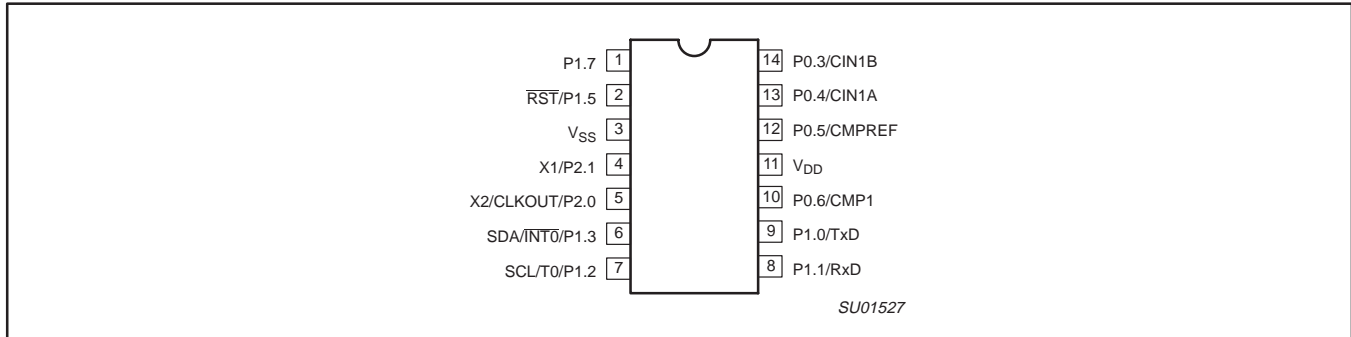 P1.7 1
R̅S̅T̅/P1.5 2
VSS 3
X1/P2.1 4
X2/CLKOUT/P2.0 5
SDA/I̅N̅T̅0̅/P1.3 6
SCL/T0/P1.2 7
14 P0.3/CIN1B
13 P0.4/CIN1A
12 P0.5/CMPREF
11 VDD
10 P0.6/CMP1
9 P1.0/TxD
8 P1.1/RxD
SU01527